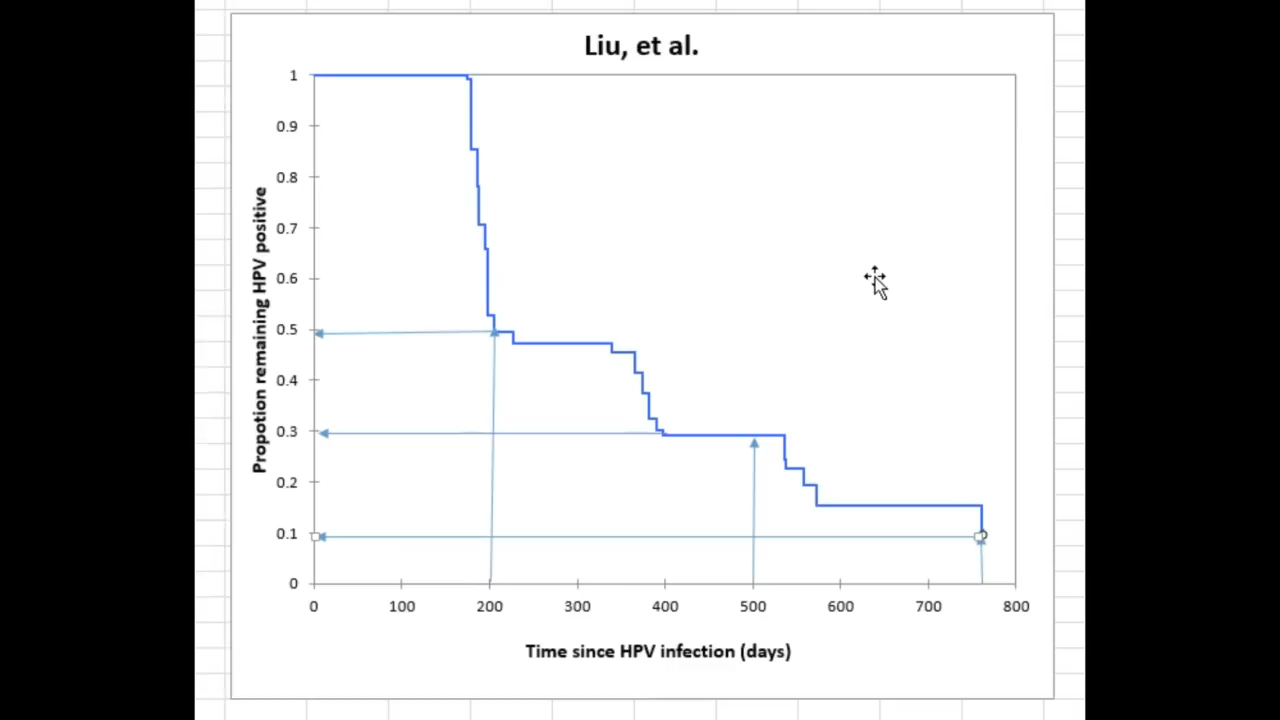 Liu, et al.
1
0.9
0.8
0.7
0.6
0.5
0.4
0.3
0.2
0.1
0
Propotion remaining HPV positive
0 100 200 300 400 500 600 700 800
Time since HPV infection (days)